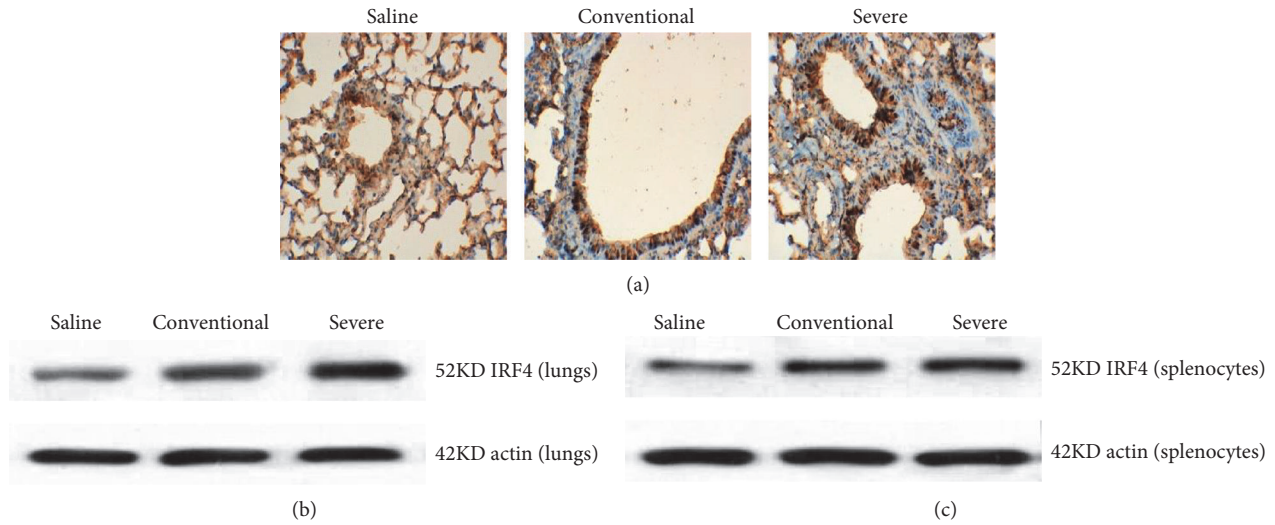 Saline Conventional Severe
(a)
Saline Conventional Severe
52KD IRF4 (lungs)
42KD actin (lungs)
(b)
Saline Conventional Severe
52KD IRF4 (splenocytes)
42KD actin (splenocytes)
(c)